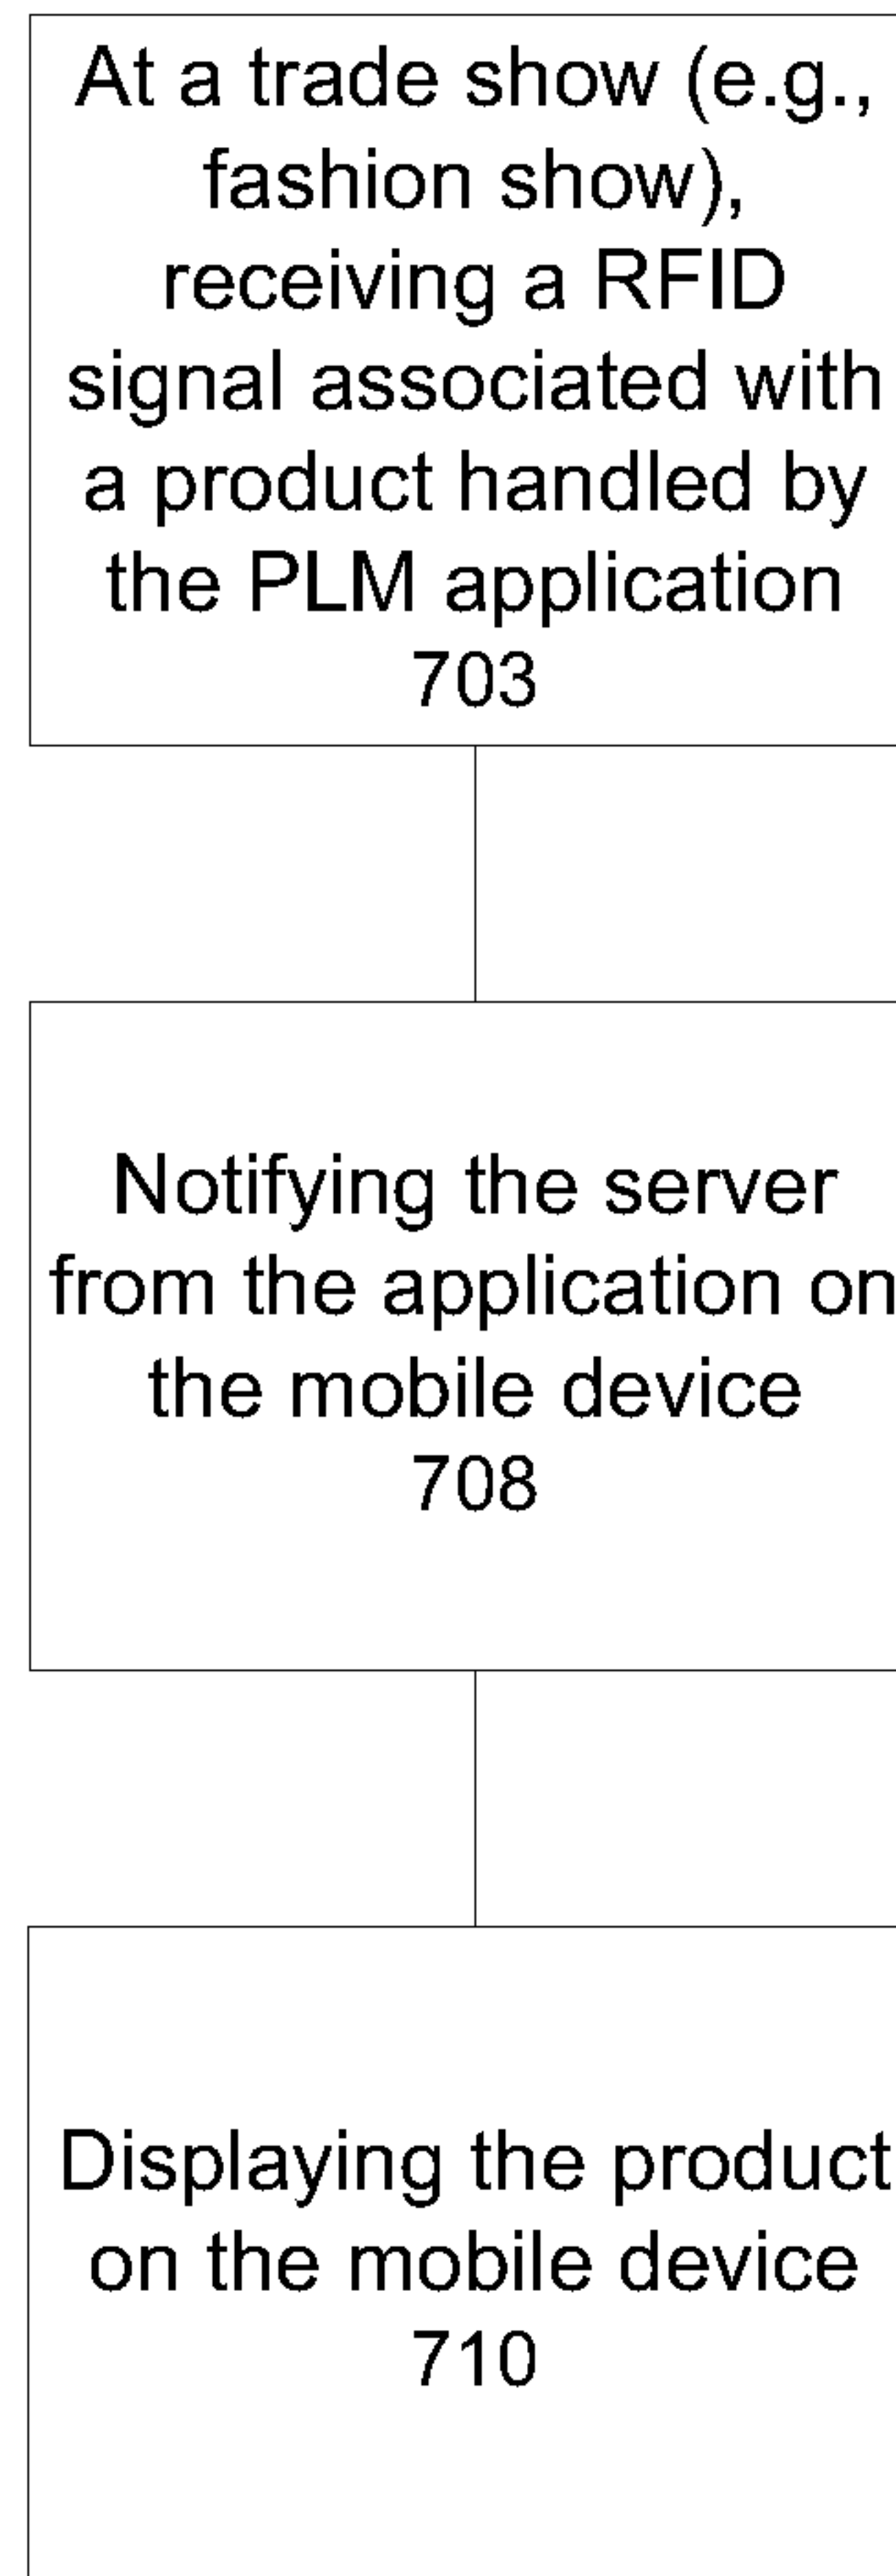 At a trade show (e.g.,
fashion show),
receiving a RFID
signal associated with
a product handled by
the PLM application
703
Notifying the server
from the application on
the mobile device
708
Displaying the product
on the mobile device
710